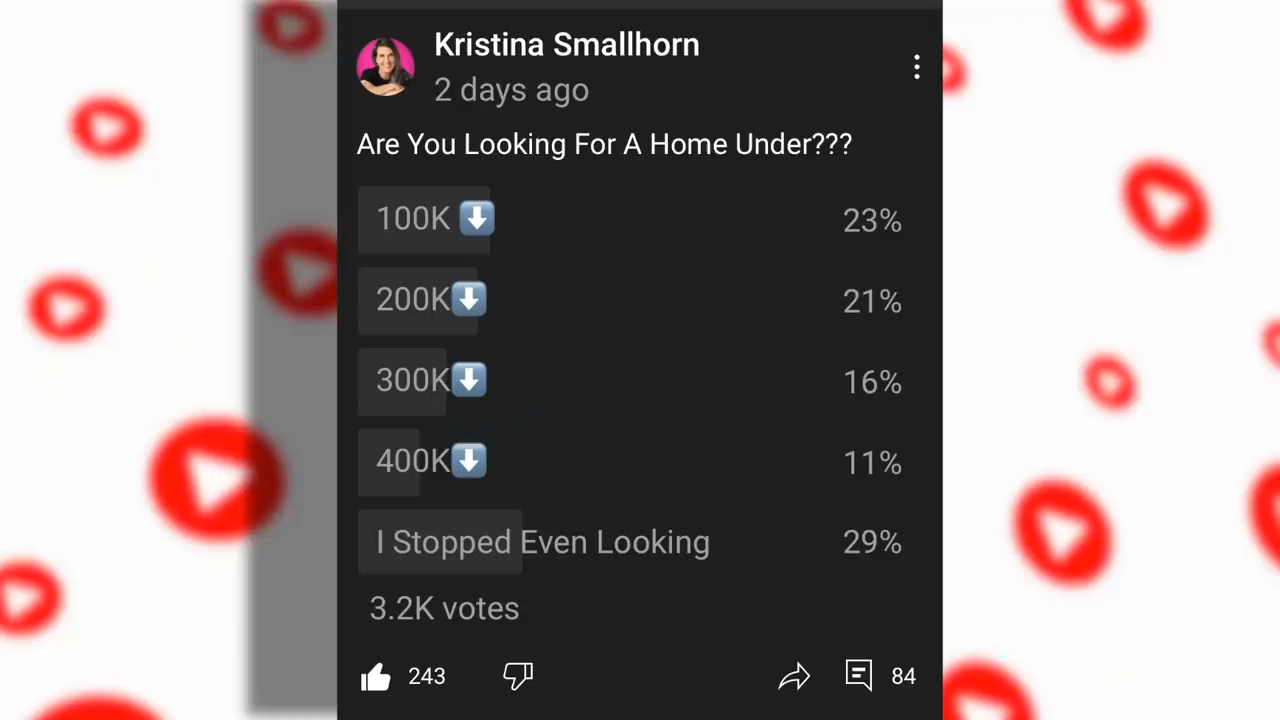 Kristina Smallhorn
2 days ago
Are You Looking For A Home Under???
100K ⬇️ 23%
200K⬇️ 21%
300K⬇️ 16%
400K⬇️ 11%
I Stopped Even Looking 29%
3.2K votes
243 84